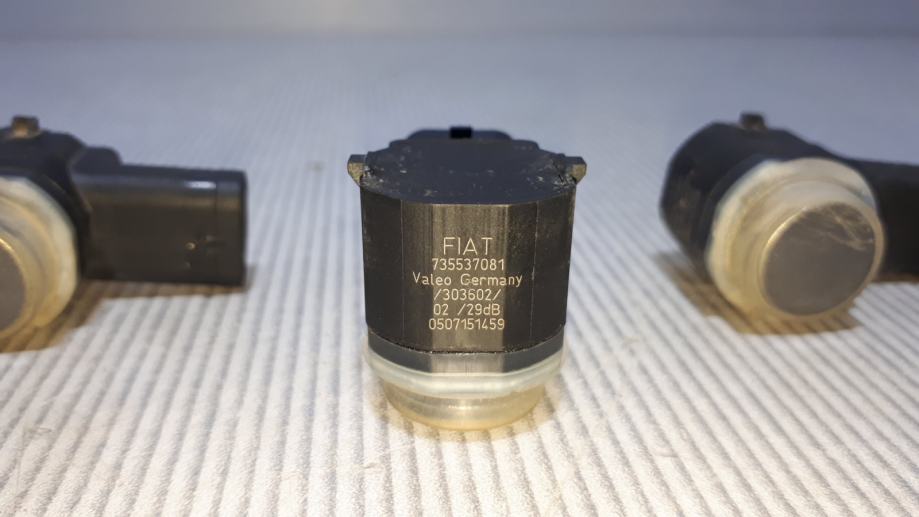 FIAT
735537081
Valeo Germany
/303602/
02 /29dB
0507151459